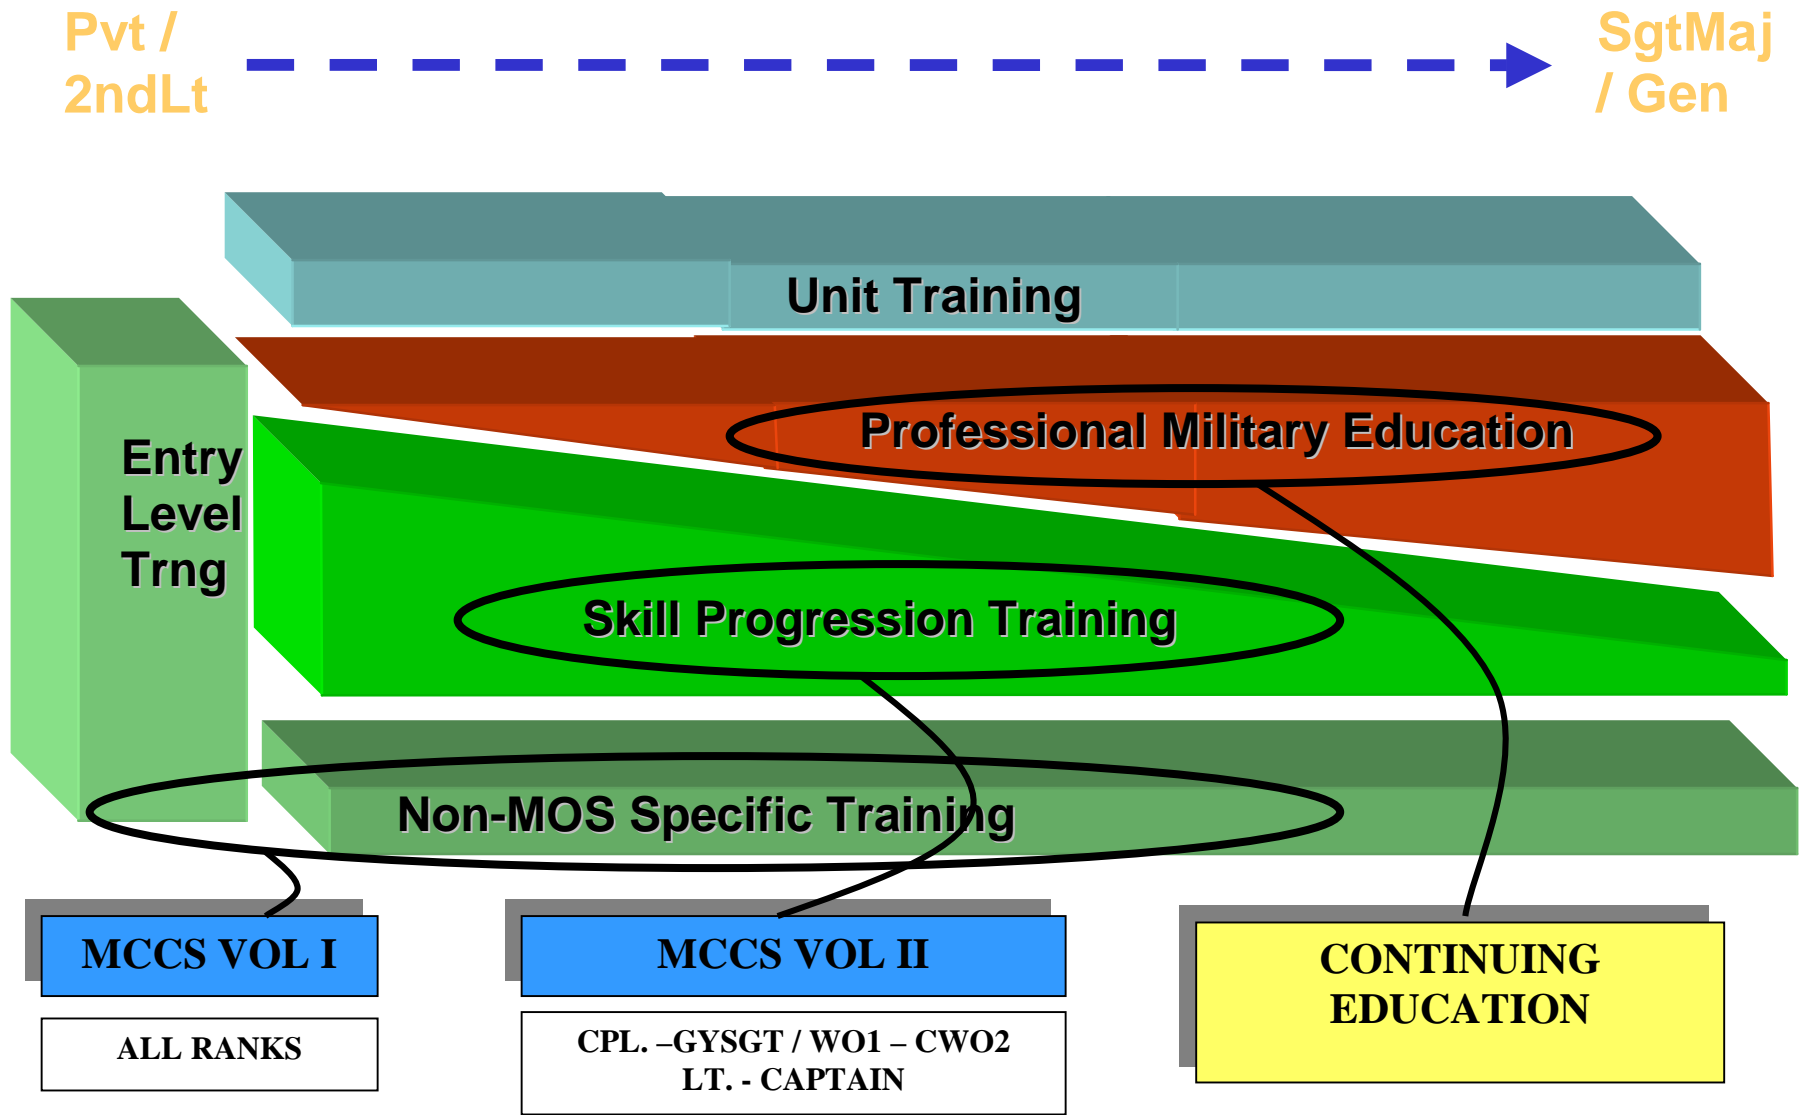 Pvt /
2ndLt
SgtMaj
/ Gen
Unit Training
Professional Military Education
Entry
Level
Trng
Skill Progression Training
Non-MOS Specific Training
MCCS VOL I
ALL RANKS
MCCS VOL II
CPL. –GYSGT / WO1 – CWO2
LT. - CAPTAIN
CONTINUING
EDUCATION